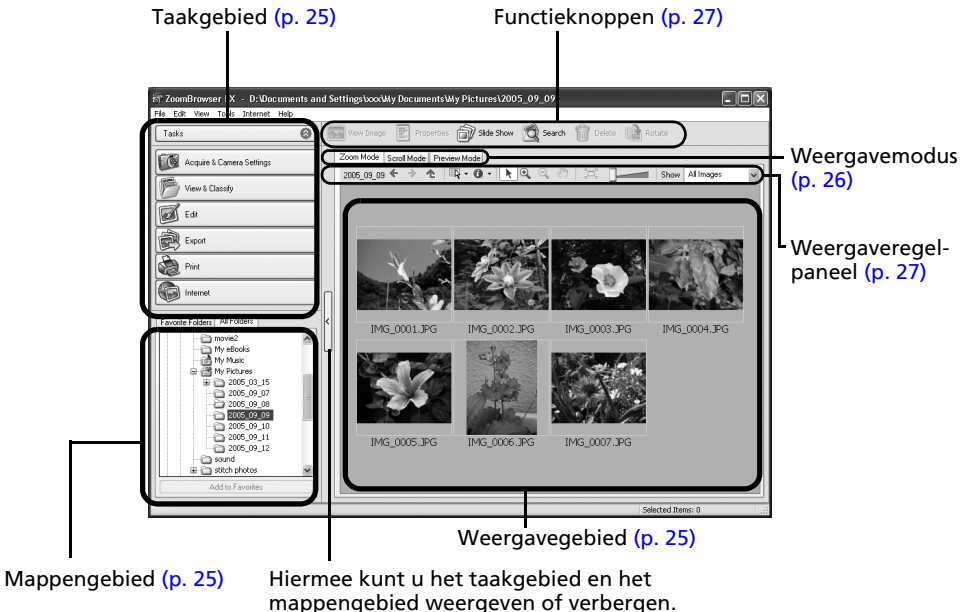 Taakgebied (p. 25)
Functieknoppen (p. 27)
ZoomBrowser EX - D:\Documents and Settings\xxx\My Documents\My Pictures\2005_09_09
File Edit View Tools Internet Help
Tasks
View Image Properties Slide Show Search Delete Rotate
Zoom Mode Scroll Mode Preview Mode
Weergavemodus
(p. 26)
2005_09_09 Show All Images
Acquire & Camera Settings
View & Classify
Edit
Export
Print
Internet
Weergaveregel-
paneel (p. 27)
Favorite Folders All Folders
movie2
My eBooks
My Music
My Pictures
2005_03_15
2005_09_07
2005_09_08
2005_09_09
2005_09_10
2005_09_11
2005_09_12
sound
stitch photos
Add to Favorites
IMG_0001.JPG IMG_0002.JPG IMG_0003.JPG IMG_0004.JPG
IMG_0005.JPG IMG_0006.JPG IMG_0007.JPG
Selected Items: 0
Weergavegebied (p. 25)
Mappengebied (p. 25)
Hiermee kunt u het taakgebied en het
mappengebied weergeven of verbergen.